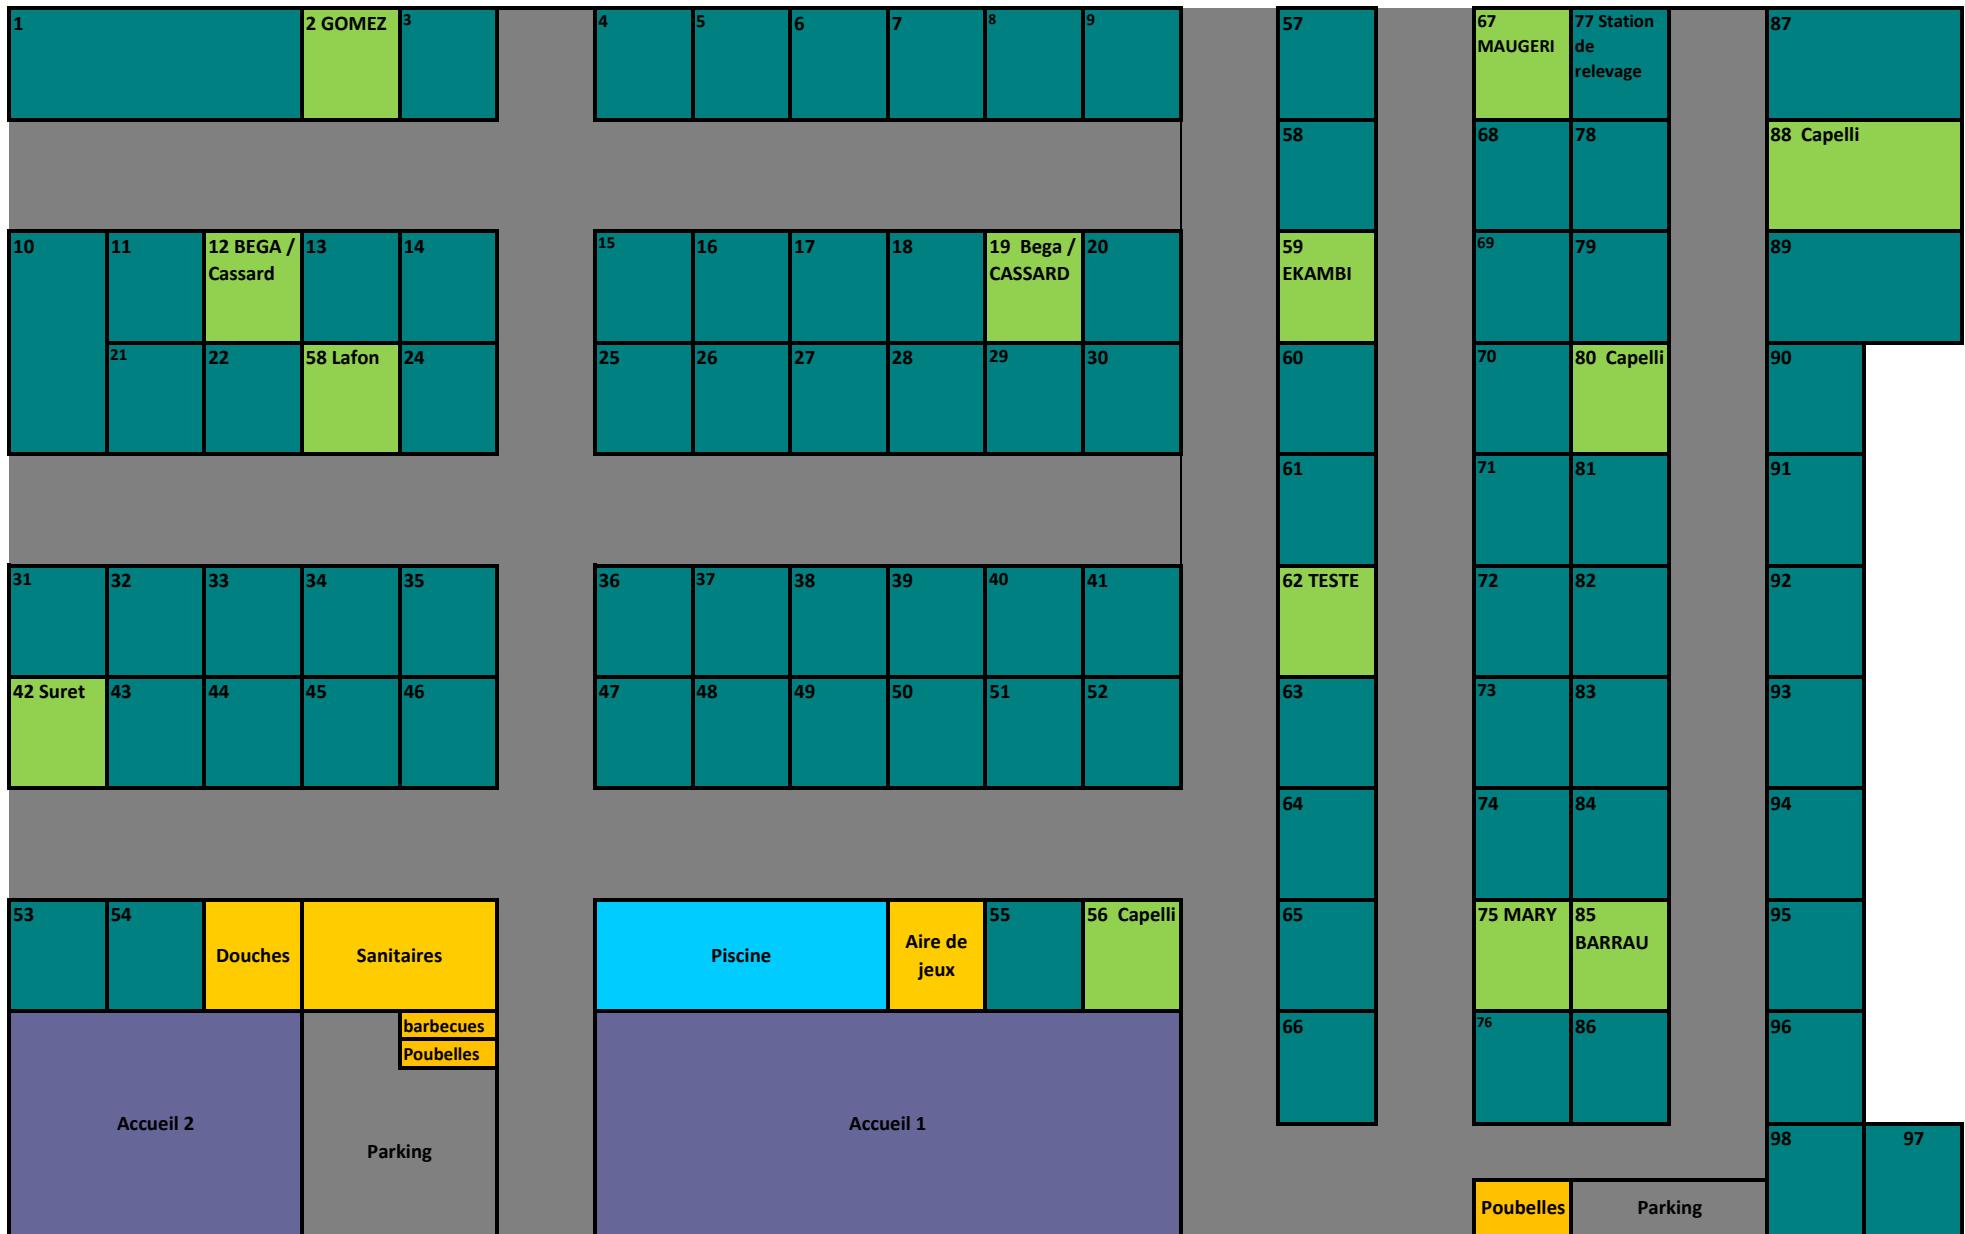 1
2 GOMEZ
3
4
5
6
7
8
9
57
67
MAUGERI
77 Station
de
relevage
87
58
68
78
88 Capelli
10
11
12 BEGA /
Cassard
13
14
15
16
17
18
19 Bega /
CASSARD
20
59
EKAMBI
69
79
89
21
22
58 Lafon
24
25
26
27
28
29
30
60
70
80 Capelli
90
61
71
81
91
31
32
33
34
35
36
37
38
39
40
41
62 TESTE
72
82
92
42 Suret
43
44
45
46
47
48
49
50
51
52
63
73
83
93
64
74
84
94
53
54
Douches
Sanitaires
Piscine
Aire de
jeux
55
56 Capelli
65
75 MARY
85
BARRAU
95
barbecues
Poubelles
66
76
86
96
Accueil 2
Parking
Accueil 1
98
97
Poubelles
Parking